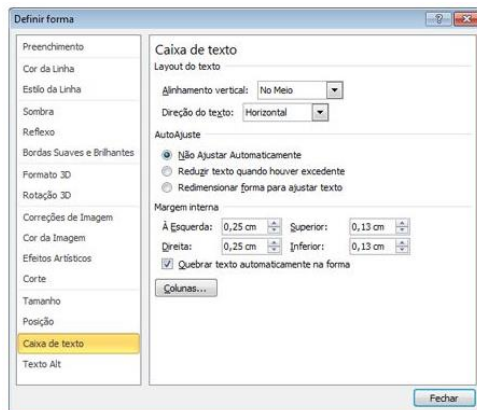 Definir forma
Preenchimento
Cor da Linha
Estilo da Linha
Sombra
Reflexo
Bordas Suaves e Brilhantes
Formato 3D
Rotação 3D
Correções de Imagem
Cor da Imagem
Efeitos Artísticos
Corte
Tamanho
Posição
Caixa de texto
Texto Alt
Caixa de texto
Layout do texto
Alinhamento vertical: No Meio
Direção do texto: Horizontal
AutoAjuste
Não Ajustar Automaticamente
Reduzir texto quando houver excedente
Redimensionar forma para ajustar texto
Margem interna
À Esquerda: 0,25 cm Superior: 0,13 cm
Direita: 0,25 cm Inferior: 0,13 cm
Quebrar texto automaticamente na forma
Colunas...
Fechar